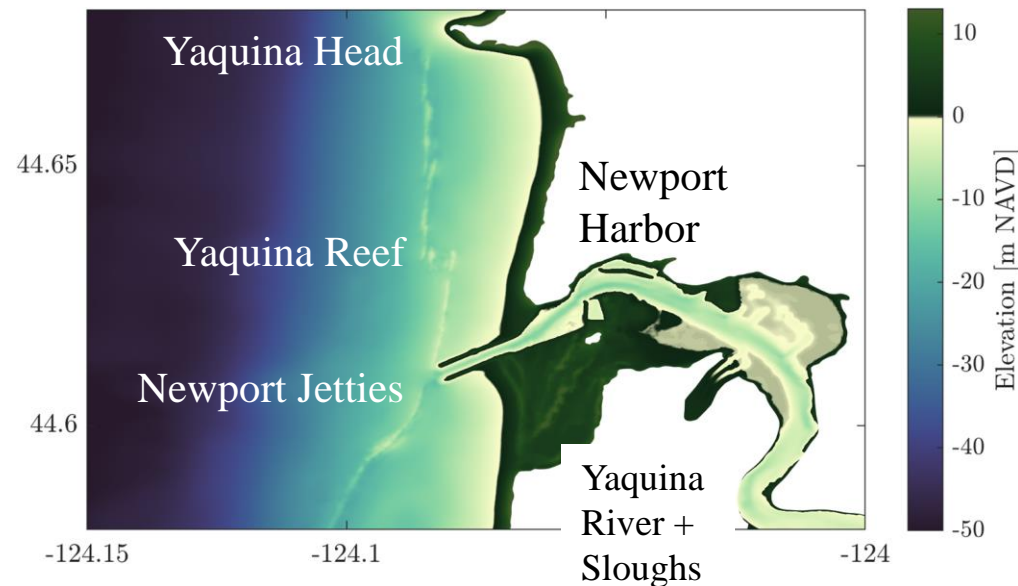 Yaquina Head
Yaquina Reef
Newport Jetties
Newport
Harbor
Yaquina
River +
Sloughs
44.65
44.6
-124.15
-124.1
-124
10
0
-10
-20
-30
-40
-50
Elevation [m NAVD]